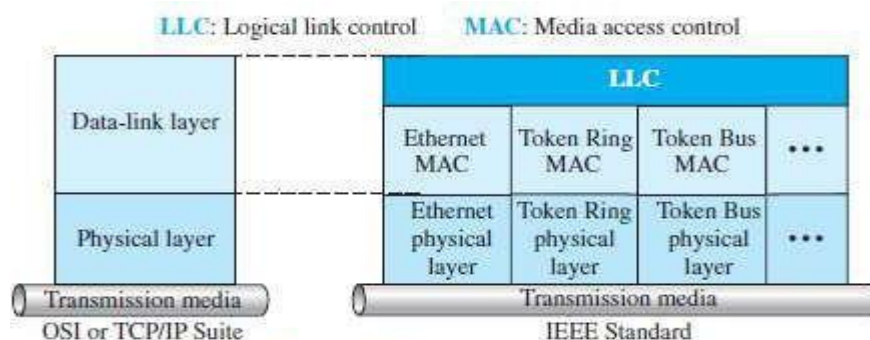 LLC: Logical link control MAC: Media access control
LLC
Data-link layer
Ethernet
MAC
Token Ring
MAC
Token Bus
MAC
•••
Physical layer
Ethernet
physical
layer
Token Ring
physical
layer
Token Bus
physical
layer
•••
Transmission media
Transmission media
OSI or TCP/IP Suite
IEEE Standard